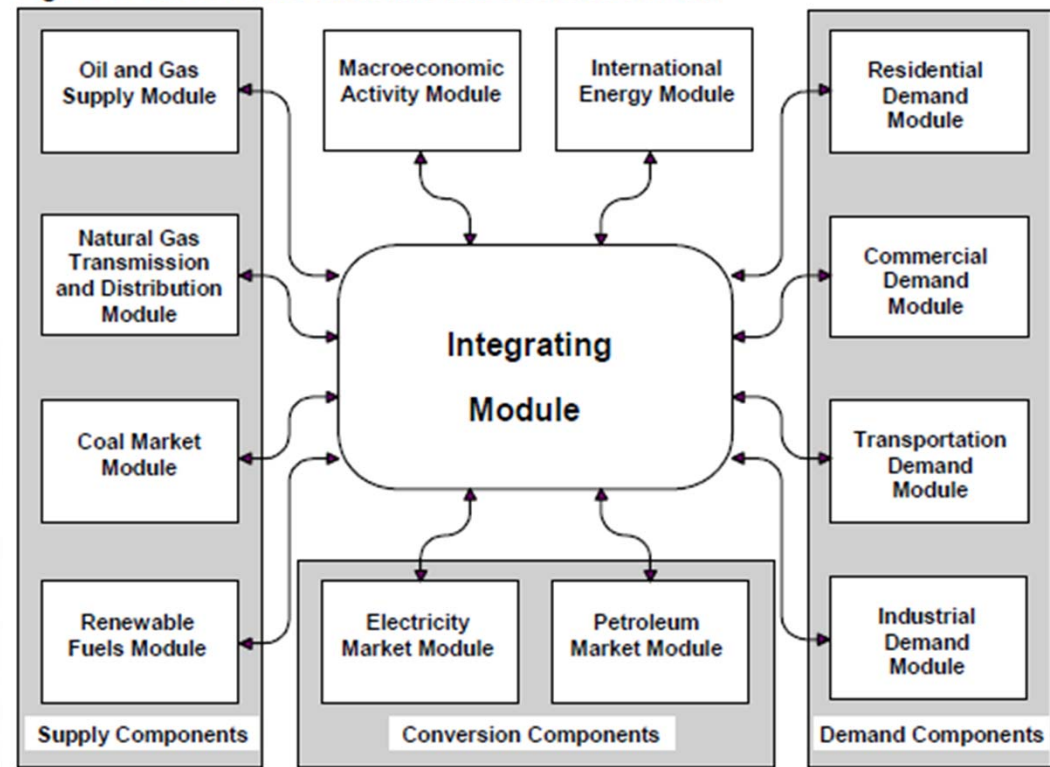 Oil and Gas
Supply Module
Macroeconomic
Activity Module
International
Energy Module
Residential
Demand
Module
Natural Gas
Transmission
and Distribution
Module
Commercial
Demand
Module
Integrating
Module
Coal Market
Module
Transportation
Demand
Module
Renewable
Fuels Module
Electricity
Market Module
Petroleum
Market Module
Industrial
Demand
Module
Supply Components
Conversion Components
Demand Components